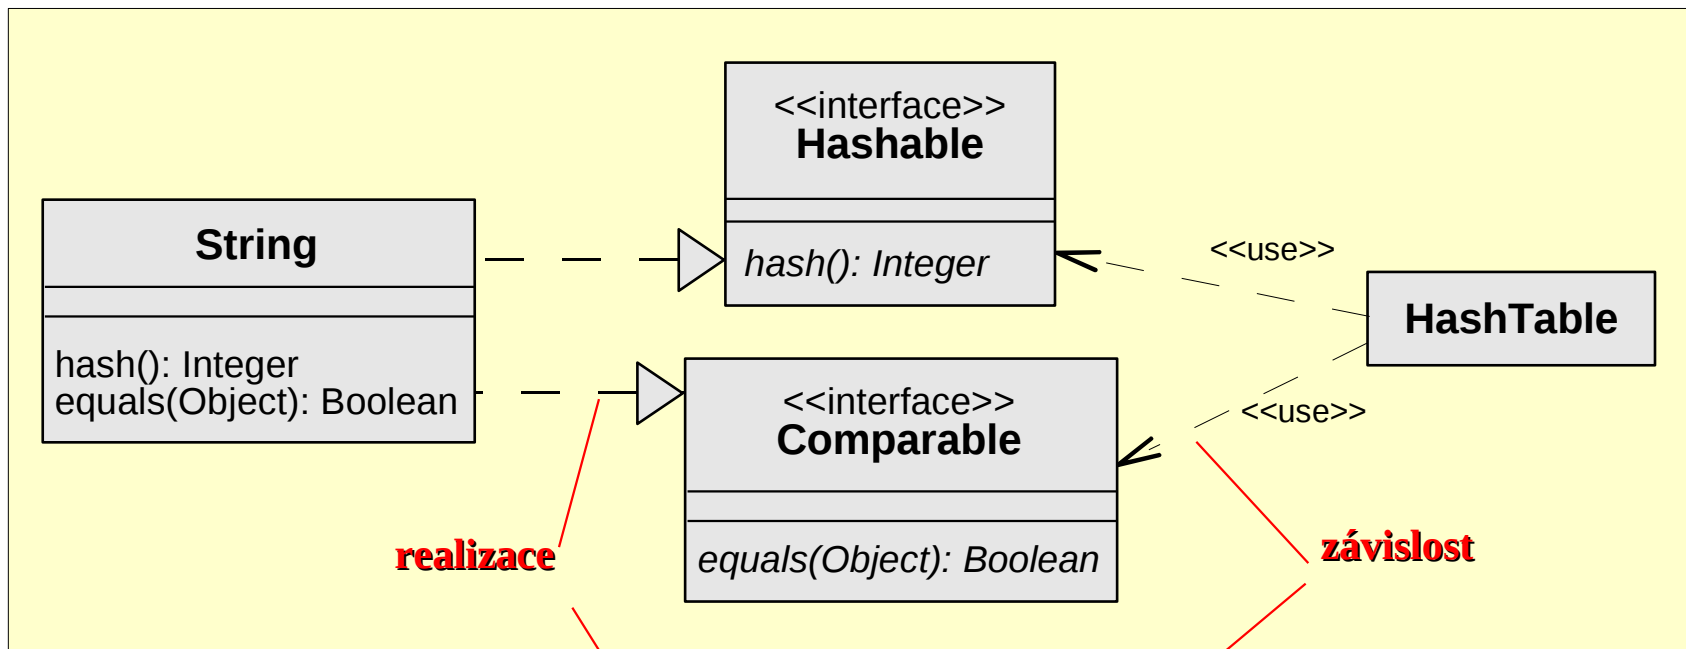 <<interface>>
Hashable
hash(): Integer
String
hash(): Integer
equals(Object): Boolean
<<use>>
HashTable
<<use>>
<<interface>>
Comparable
equals(Object): Boolean
realizace
závislost